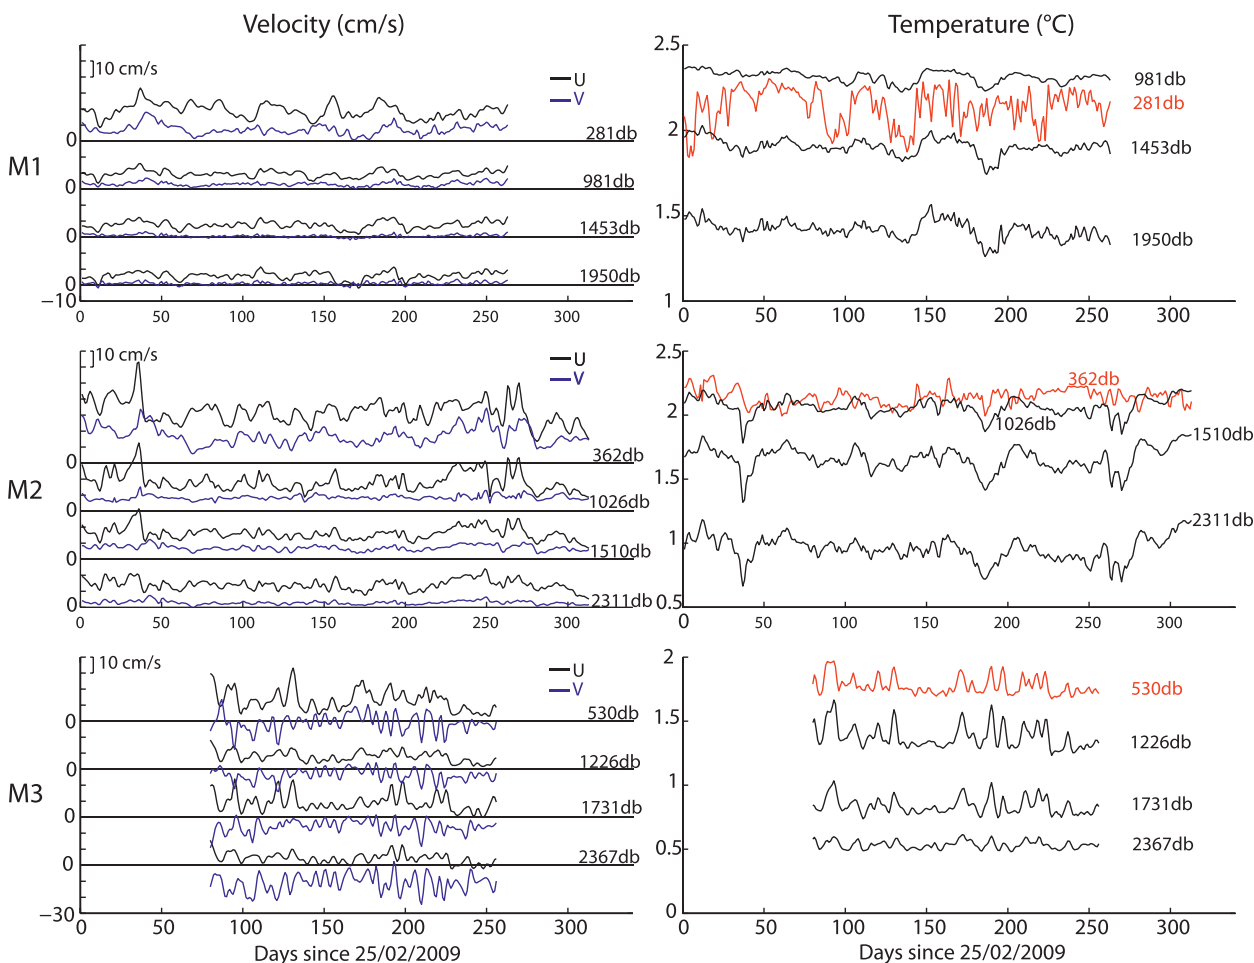 Velocity (cm/s)
Temperature (°C)
M1
10 cm/s
U
V
0
281db
0
981db
0
1453db
0
1950db
−10
0 50 100 150 200 250 300
2.5
2
1.5
1
981db
281db
1453db
1950db
0 50 100 150 200 250 300
M2
10 cm/s
U
V
0
362db
0
1026db
0
1510db
0
2311db
0 50 100 150 200 250 300
2.5
2
1.5
1
0.5
362db
1026db
1510db
2311db
0 50 100 150 200 250 300
M3
10 cm/s
U
V
0
530db
0
1226db
0
1731db
0
2367db
−30
0 50 100 150 200 250 300
Days since 25/02/2009
2
1.5
1
0.5
0
530db
1226db
1731db
2367db
0 50 100 150 200 250 300
Days since 25/02/2009